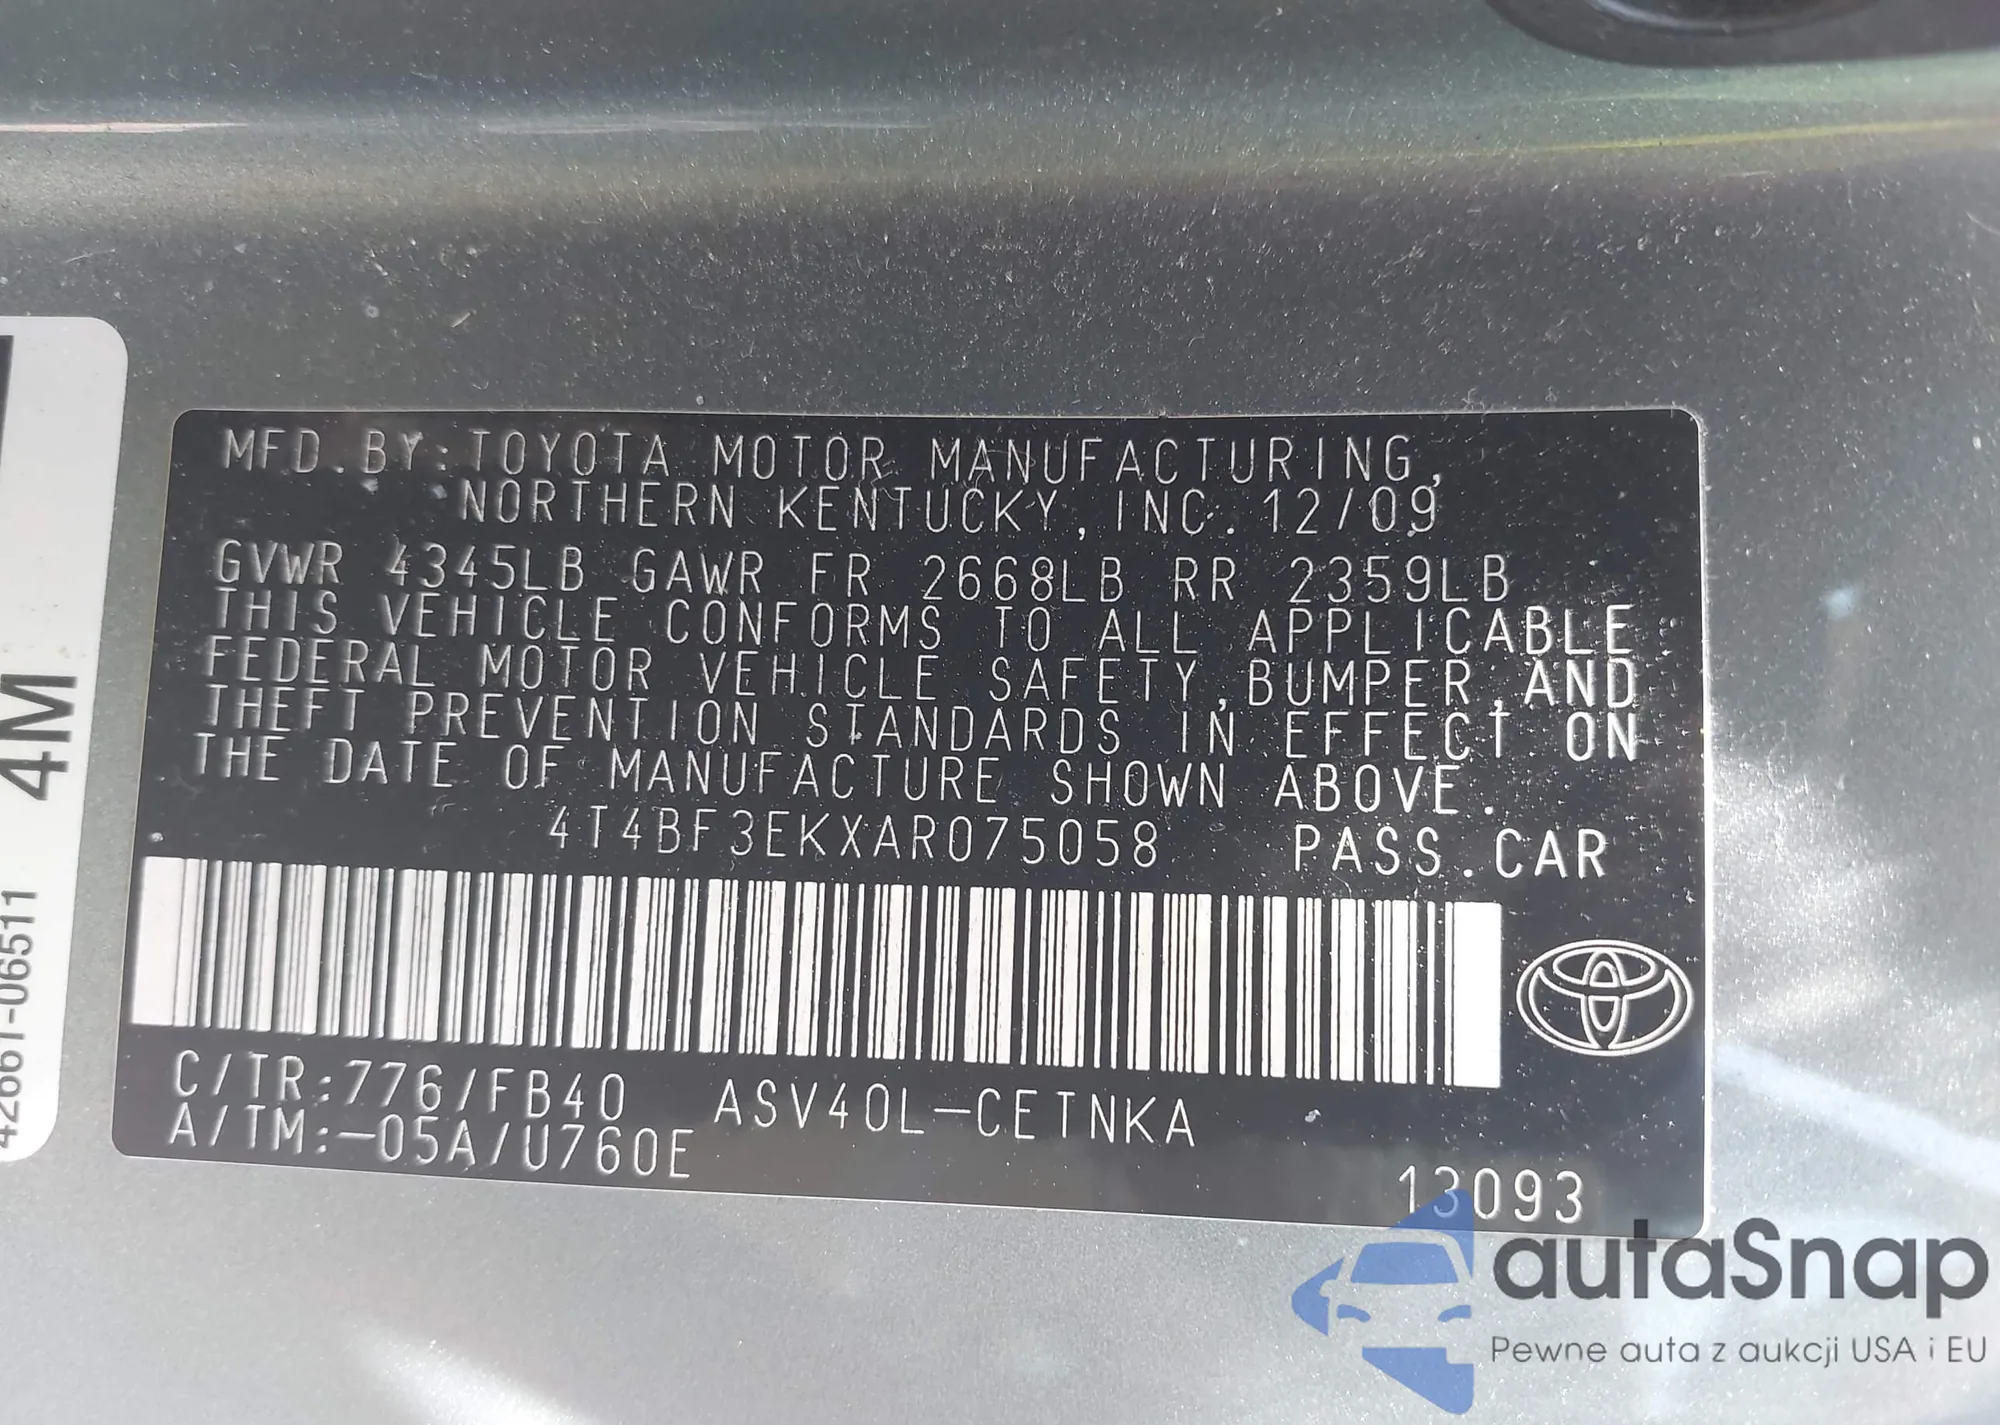 MFD.BY:TOYOTA MOTOR MANUFACTURING,
NORTHERN KENTUCKY, INC. 12/09
GVWR 4345LB GAWR FR 2668LB RR 2359LB
THIS VEHICLE CONFORMS TO ALL APPLICABLE
FEDERAL MOTOR VEHICLE SAFETY,BUMPER,AND
THEFT PREVENTION STANDARDS IN EFFECT ON
THE DATE OF MANUFACTURE SHOWN ABOVE.
4T4BF3EKXAR075058 PASS.CAR
C/TR:776/FB40 ASV40L-CETNKA
A/TM:-05A/U760E
13093
4M
42661-06511
autaSnap
Pewne auta z aukcji USA i EU